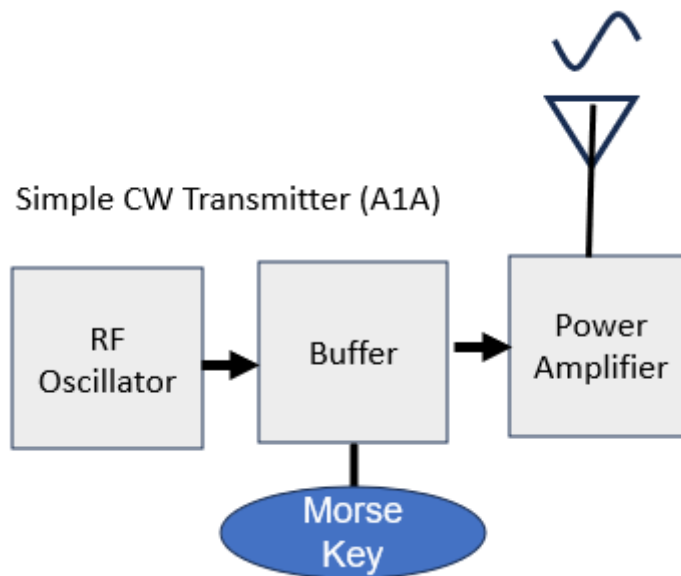 Simple CW Transmitter (A1A)
RF
Oscillator
Buffer
Power
Amplifier
Morse
Key